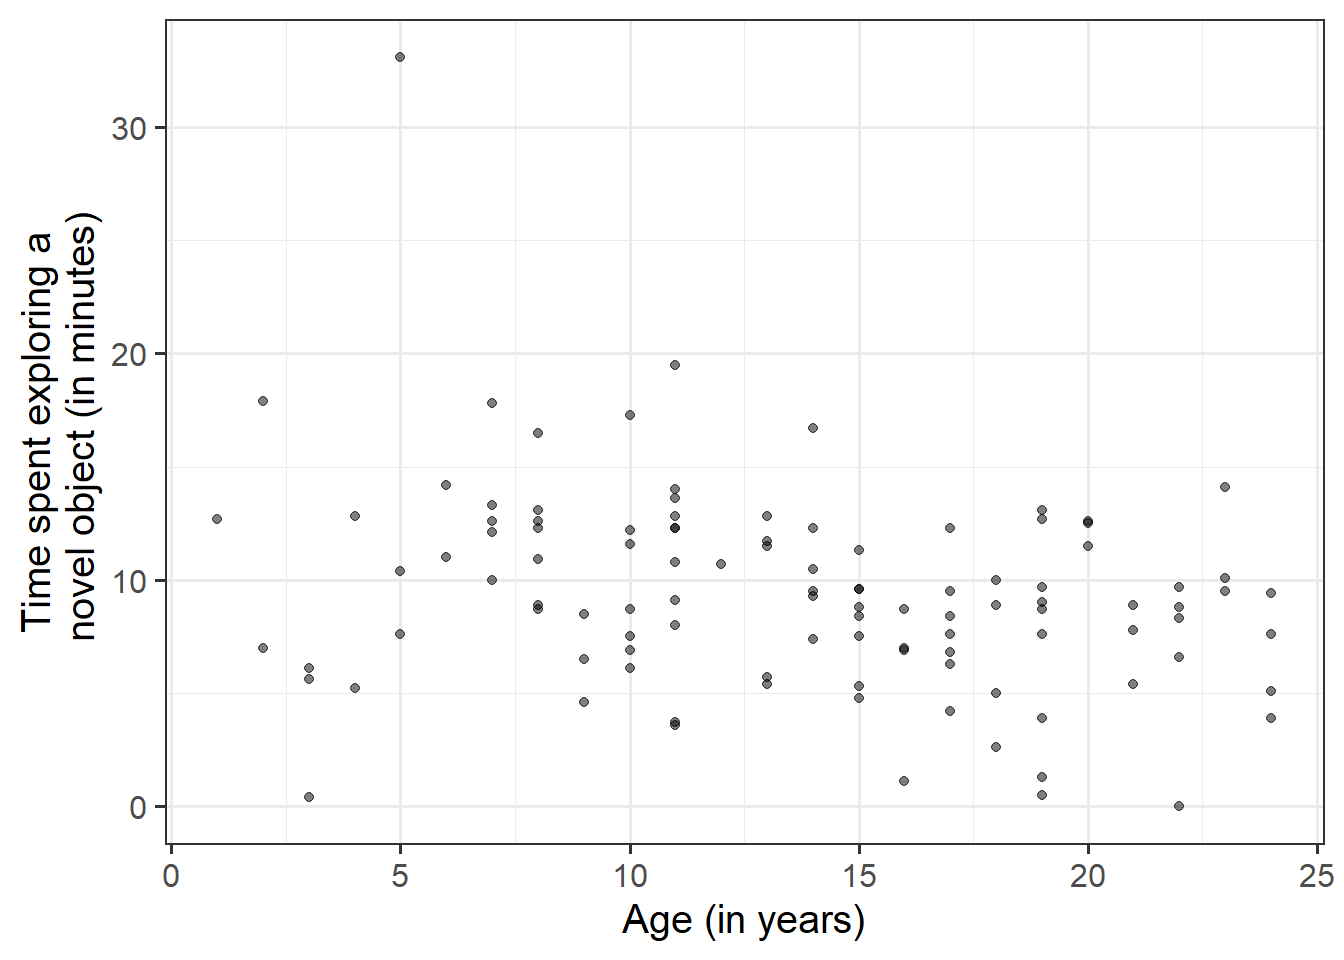 Time spent exploring a
novel object (in minutes)
30
20
10
0
0 5 10 15 20 25
Age (in years)